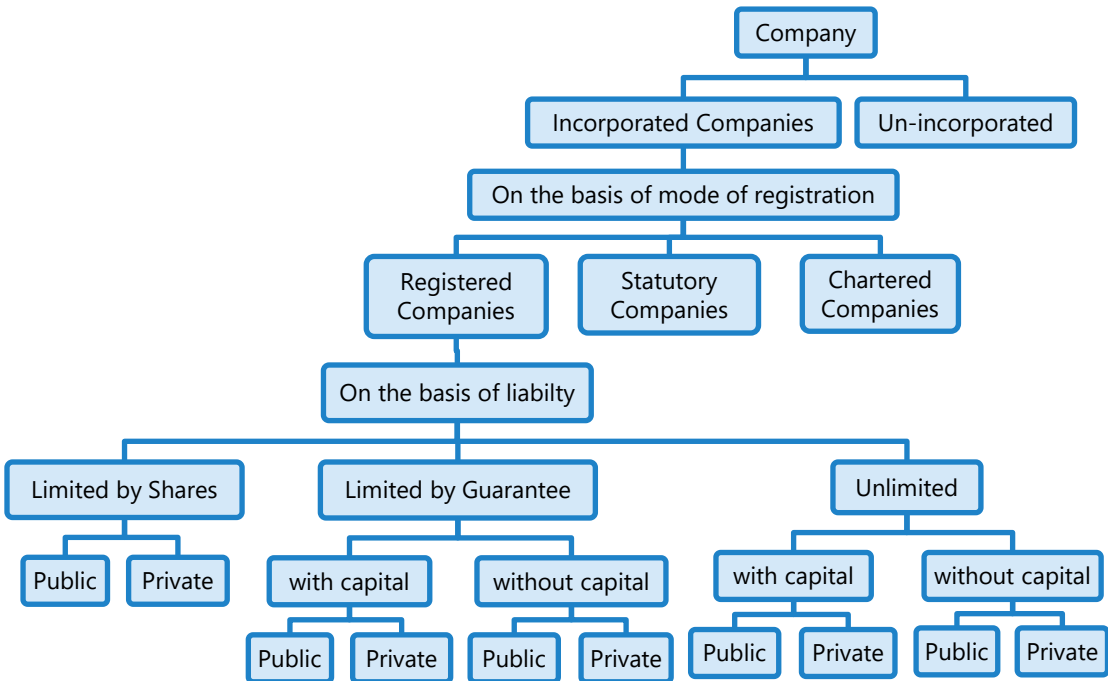 Company
Incorporated Companies
Un-incorporated
On the basis of mode of registration
Registered
Companies
Statutory
Companies
Chartered
Companies
On the basis of liabilty
Limited by Shares
Limited by Guarantee
Unlimited
Public
Private
with capital
without capital
with capital
without capital
Public
Private
Public
Private
Public
Private
Public
Private